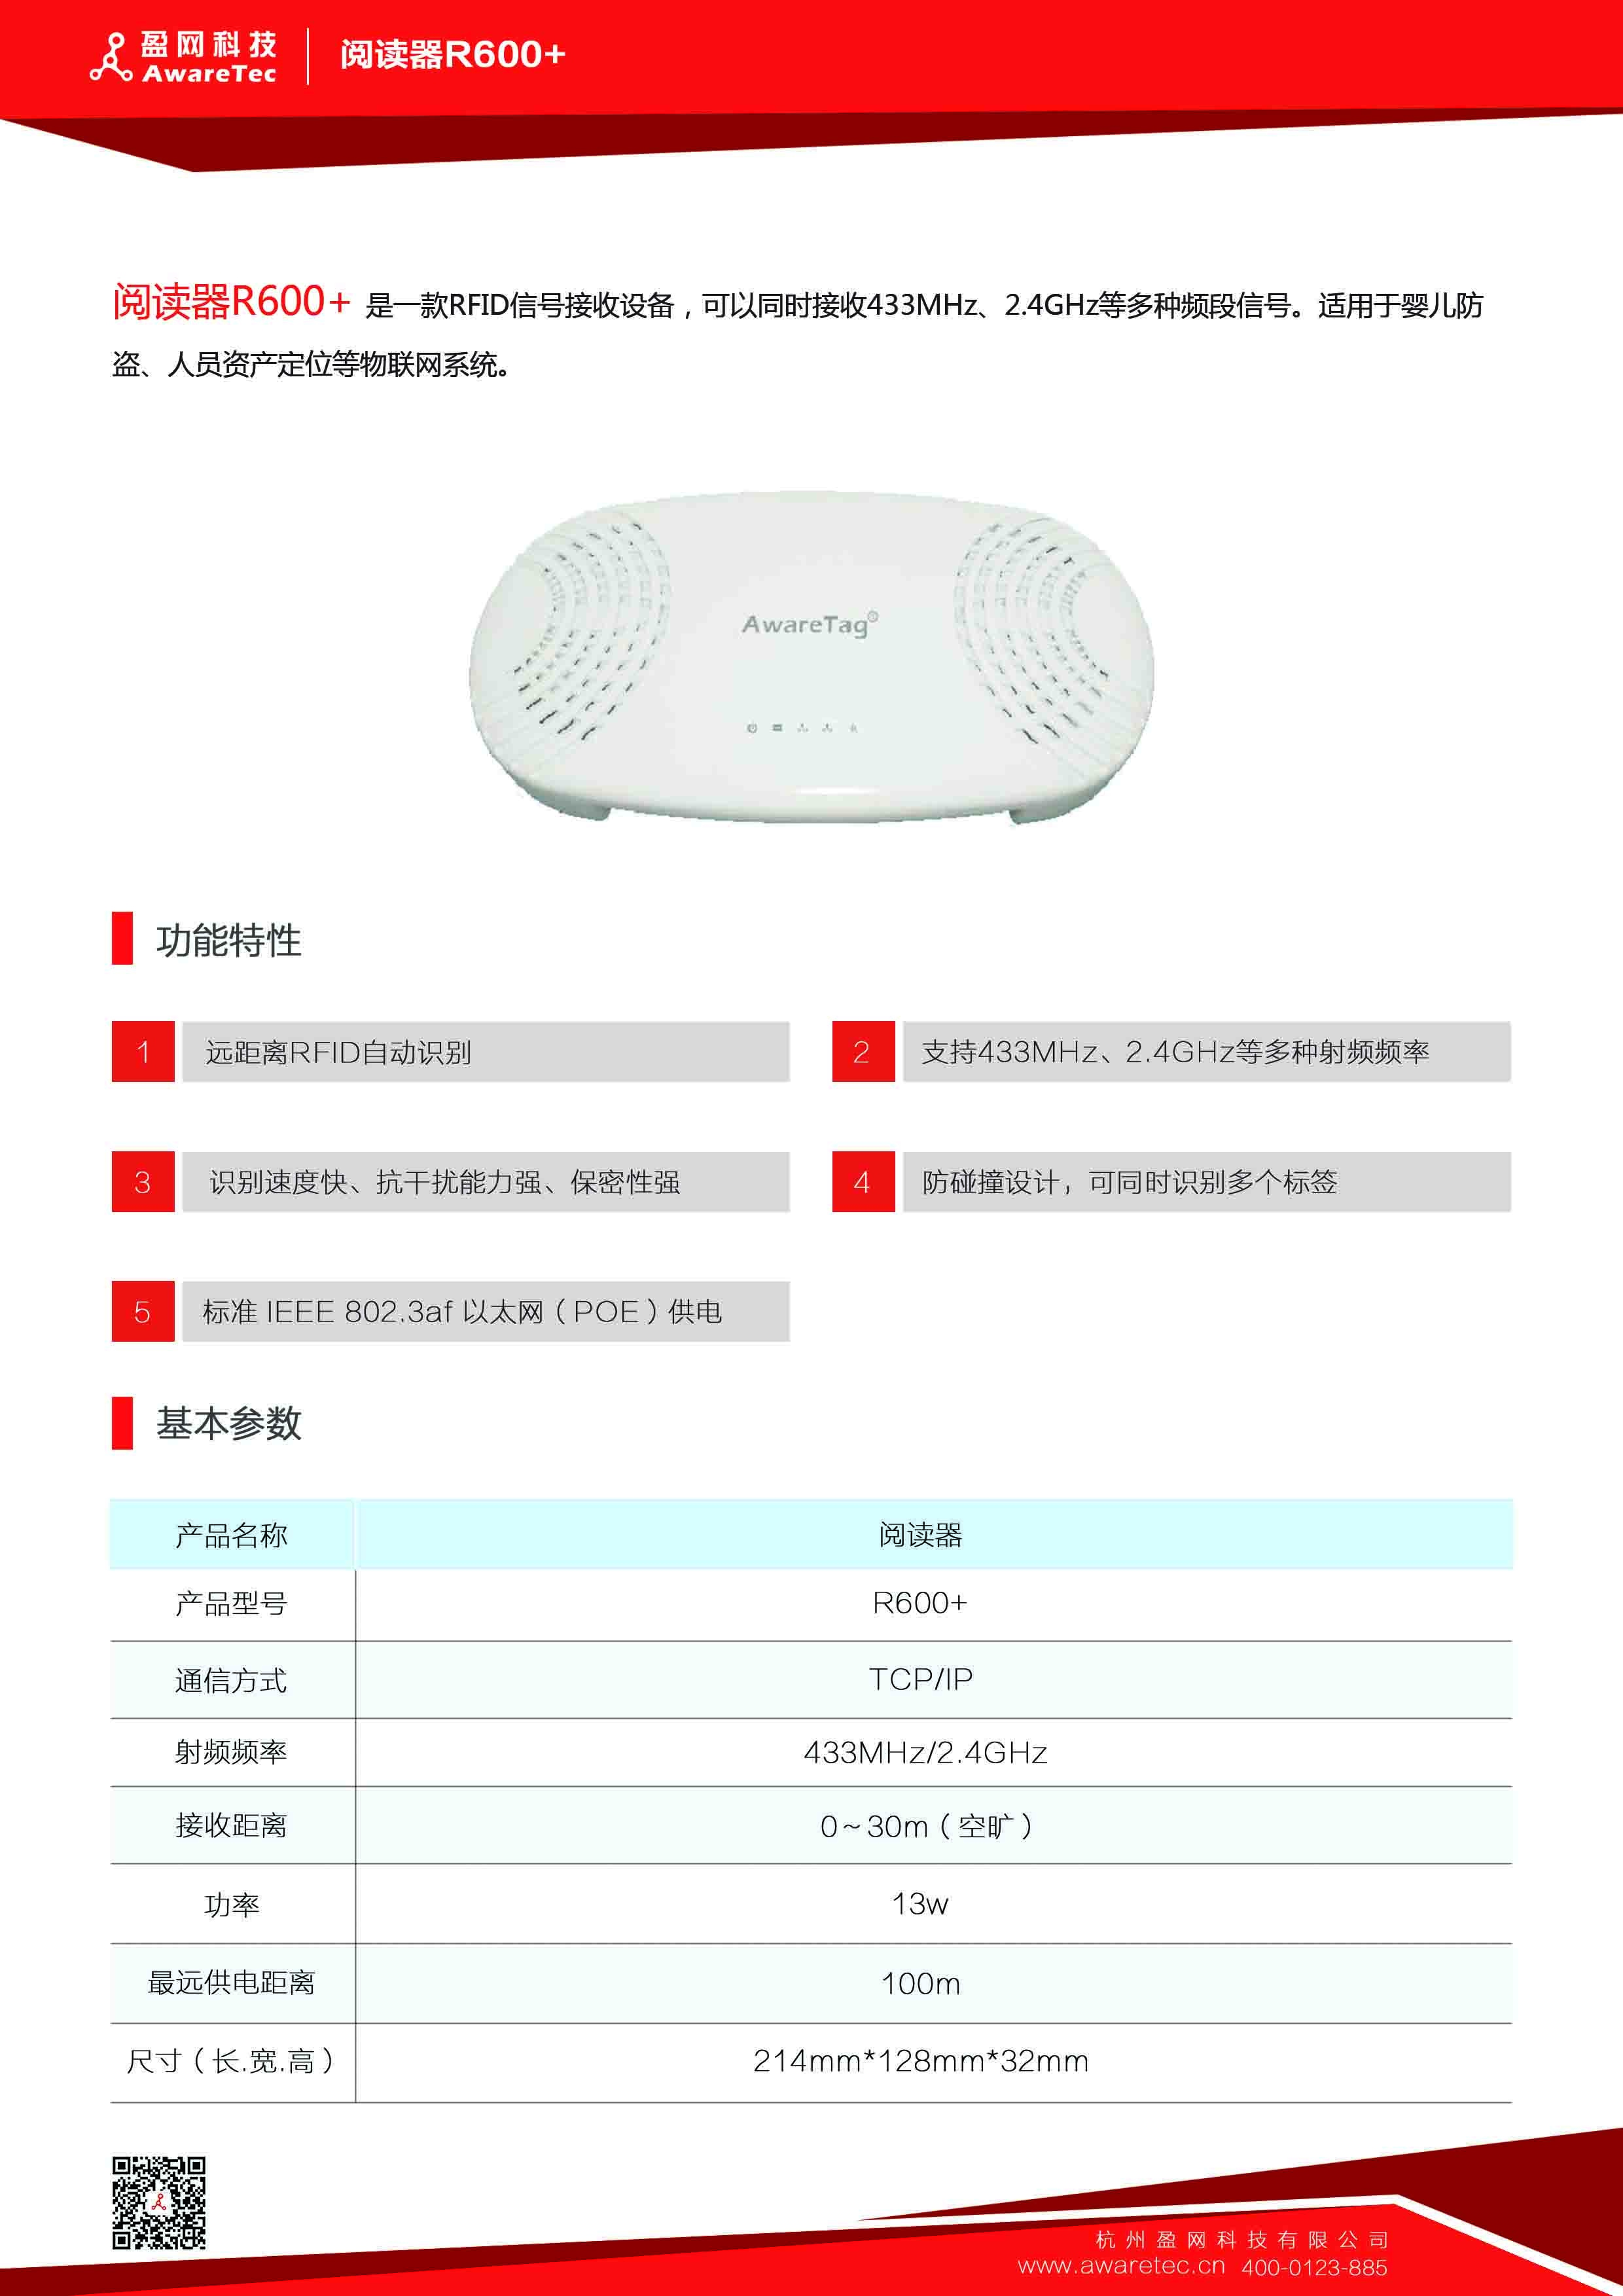 盈网科技
AwareTec
阅读器R600+
阅读器R600+ 是一款RFID信号接收设备，可以同时接收433MHz、2.4GHz等多种频段信号。适用于婴儿防
盗、人员资产定位等物联网系统。
AwareTag®
功能特性
1 远距离RFID自动识别
2 支持433MHz、2.4GHz等多种射频频率
3 识别速度快、抗干扰能力强、保密性强
4 防碰撞设计，可同时识别多个标签
5 标准 IEEE 802.3af 以太网（POE）供电
基本参数
产品名称 阅读器
产品型号 R600+
通信方式 TCP/IP
射频频率 433MHz/2.4GHz
接收距离 0～30m（空旷）
功率 13w
最远供电距离 100m
尺寸（长.宽.高） 214mm*128mm*32mm
杭州盈网科技有限公司
www.awaretec.cn 400-0123-885